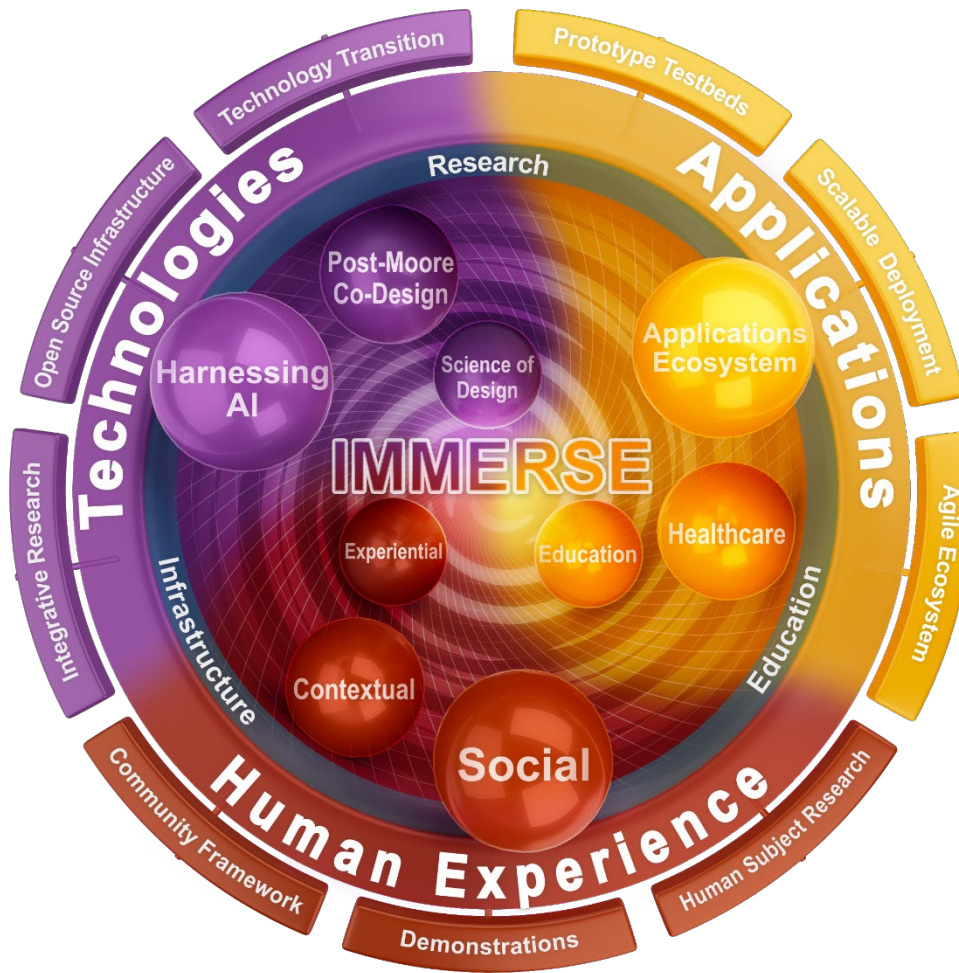 Technology Transition
Prototype Testbeds
Open Source Infrastructure
Scalable Deployment
Integrative Research
Agile Ecosystem
Community Framework
Human Subject Research
Demonstrations
Technologies
Applications
Human Experience
Research
Infrastructure
Education
Post-Moore
Co-Design
Harnessing
AI
Science of
Design
Applications
Ecosystem
IMMERSE
Experiential
Education
Healthcare
Contextual
Social